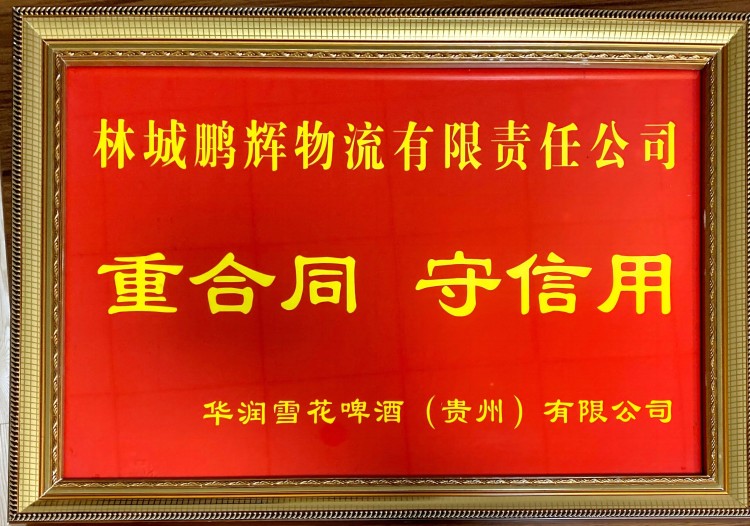 林城鹏辉物流有限责任公司
重合同 守信用
华润雪花啤酒（贵州）有限公司